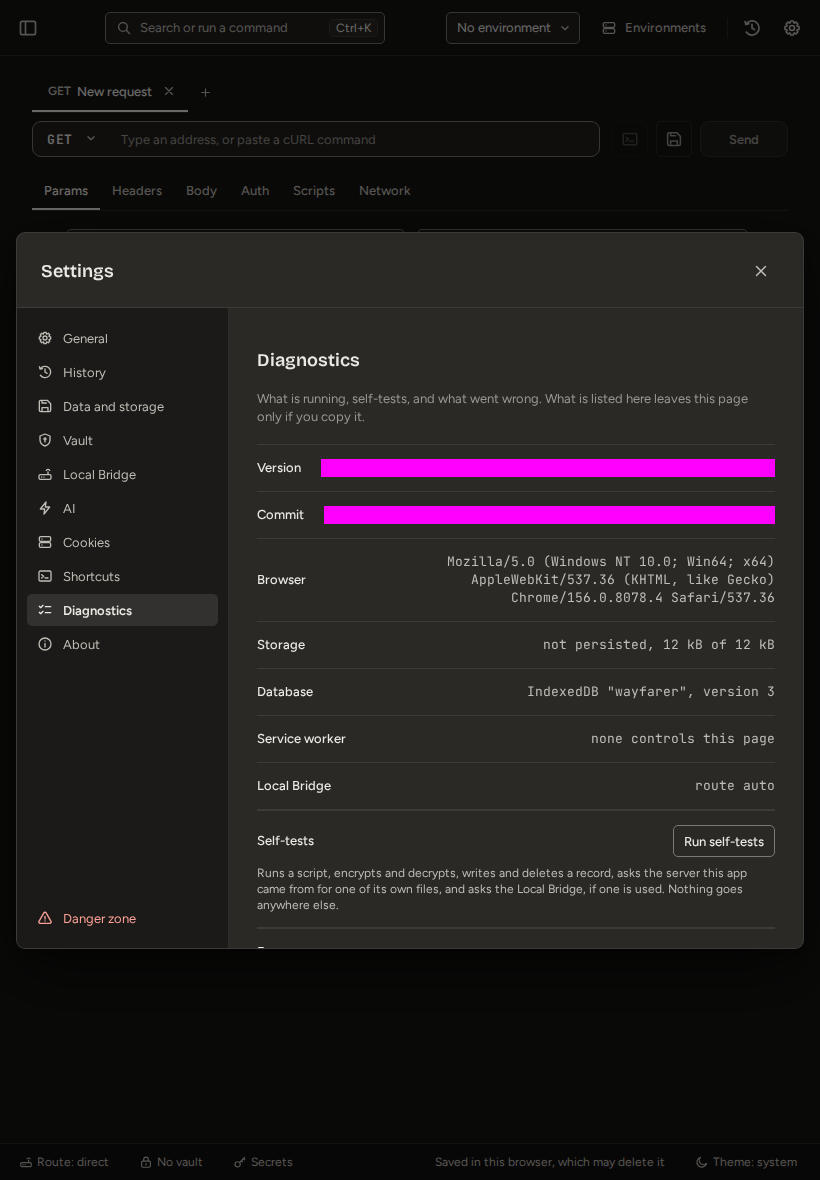 Search or run a command Ctrl+K No environment Environments
GET New request
GET Type an address, or paste a cURL command Send
Params Headers Body Auth Scripts Network
Settings
General
History
Data and storage
Vault
Local Bridge
AI
Cookies
Shortcuts
Diagnostics
About
Danger zone
Diagnostics
What is running, self-tests, and what went wrong. What is listed here leaves this page
only if you copy it.
Version
Commit
Browser
Mozilla/5.0 (Windows NT 10.0; Win64; x64)
AppleWebKit/537.36 (KHTML, like Gecko)
Chrome/156.0.8078.4 Safari/537.36
Storage not persisted, 12 kB of 12 kB
Database IndexedDB "wayfarer", version 3
Service worker none controls this page
Local Bridge route auto
Self-tests Run self-tests
Runs a script, encrypts and decrypts, writes and deletes a record, asks the server this app
came from for one of its own files, and asks the Local Bridge, if one is used. Nothing goes
anywhere else.
Route: direct No vault Secrets Saved in this browser, which may delete it Theme: system